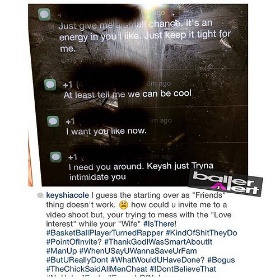 Just give me a small chance. It's an
energy in you I like. Just keep it tight for
me.
+1
ago
At least tell me we can be cool
+1
ago
I want you like now.
+1
I need you around. Keysh just Tryna
intimidate you
baller
alert
keyshiacole I guess the starting over as "Friends"
thing doesn't work. how could u invite me to a
video shoot but, your trying to mess with the "Love
interest" while your "Wife" #IsThere!
#BasketBallPlayerTurnedRapper #KindOfShitTheyDo
#PointOfInvite? #ThankGodIWasSmartAboutIt
#ManUp #WhenUSayUWannaSaveUrFam
#ButUReallyDont #WhatWouldUHaveDone? #Bogus
#TheChickSaidAllMenCheat #IDontBelieveThat